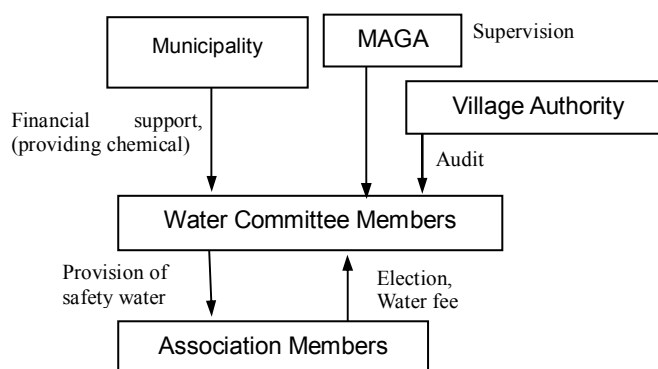 Municipality
MAGA
Supervision
Village Authority
Financial support,
(providing chemical)
Audit
Water Committee Members
Provision of
safety water
Election,
Water fee
Association Members